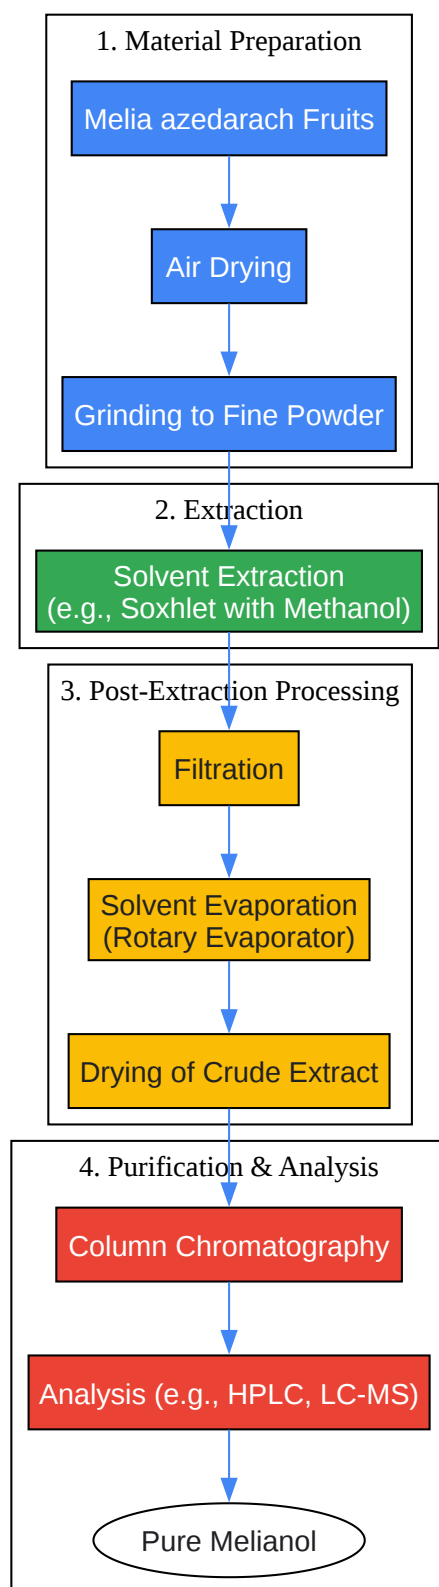 1. Material Preparation
Melia azedarach Fruits
Air Drying
Grinding to Fine Powder
2. Extraction
Solvent Extraction
(e.g., Soxhlet with Methanol)
3. Post-Extraction Processing
Filtration
Solvent Evaporation
(Rotary Evaporator)
Drying of Crude Extract
4. Purification & Analysis
Column Chromatography
Analysis (e.g., HPLC, LC-MS)
Pure Melianol